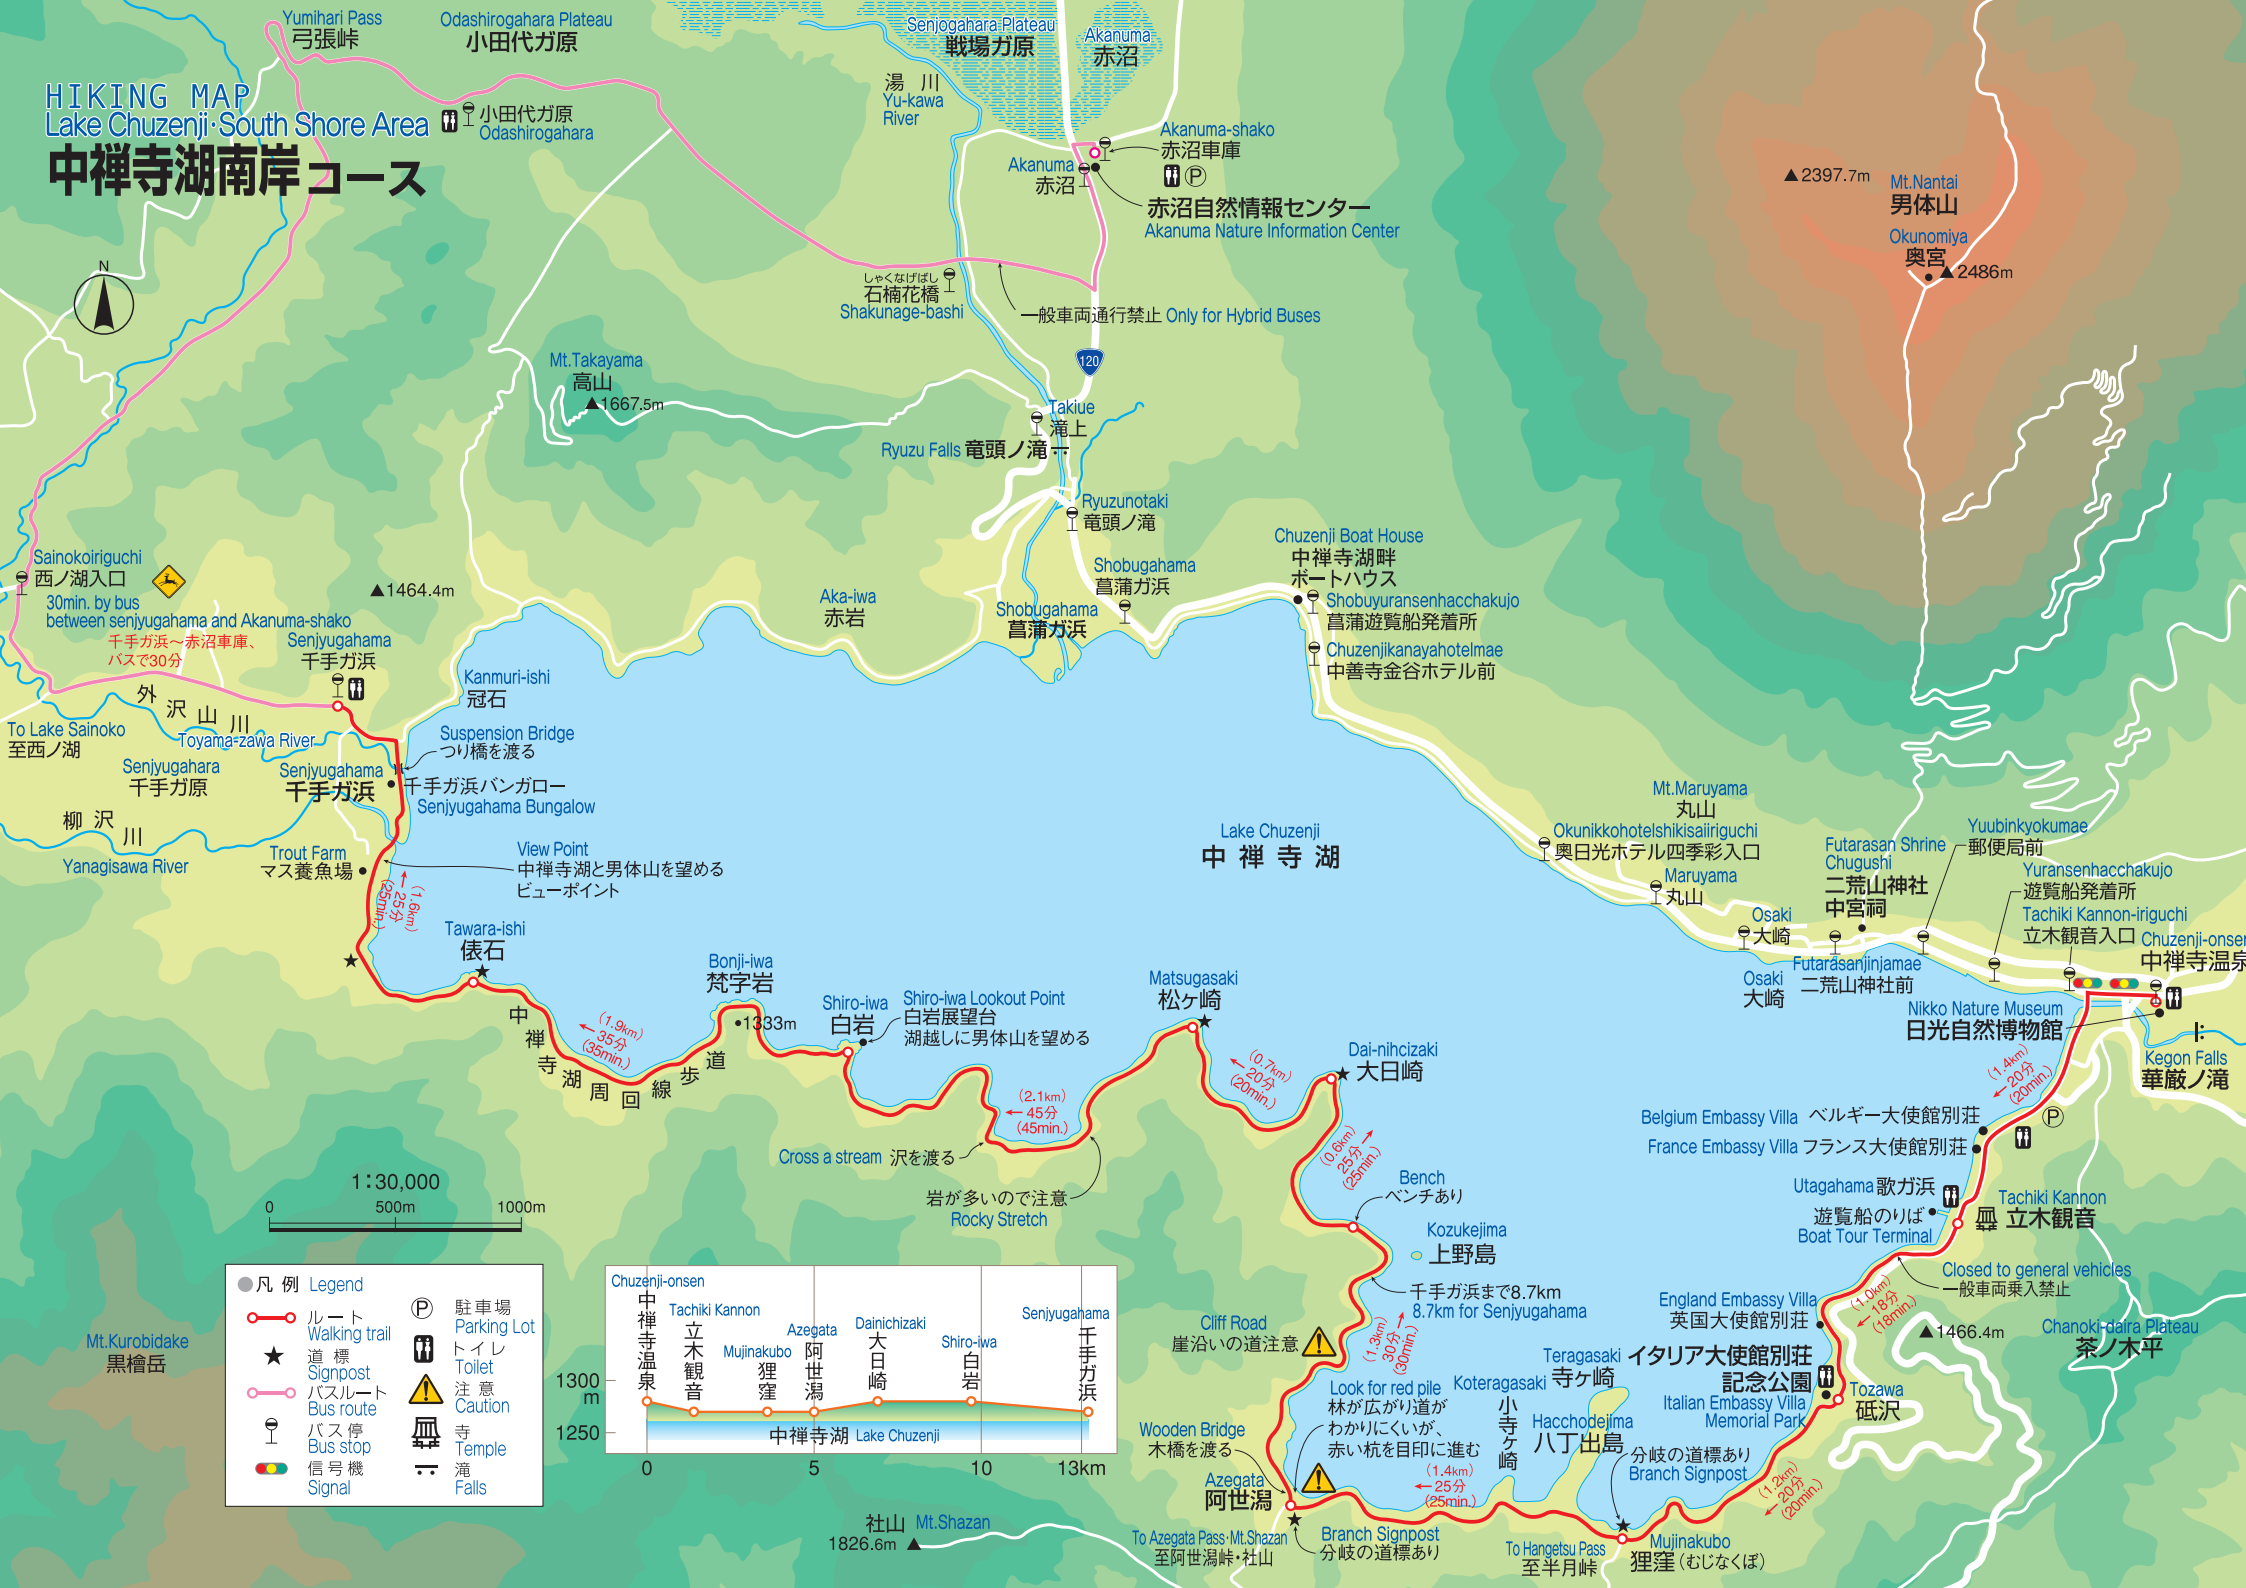 HIKING MAP
Lake Chuzenji·South Shore Area
中禅寺湖南岸コース
N
Yumihari Pass
弓張峠
Odashirogahara Plateau
小田代ガ原
小田代ガ原
Odashirogahara
Senjogahara Plateau
戦場ガ原
Akanuma
赤沼
湯川
Yu-kawa
River
Akanuma-shako
赤沼車庫
P
Akanuma
赤沼
赤沼自然情報センター
Akanuma Nature Information Center
しゃくなげばし
石楠花橋
Shakunage-bashi
一般車両通行禁止 Only for Hybrid Buses
120
▲2397.7m
Mt.Nantai
男体山
Okunomiya
奥宮
▲2486m
Mt.Takayama
高山
▲1667.5m
Takiue
滝上
Ryuzu Falls 竜頭ノ滝
Ryuzunotaki
竜頭ノ滝
Shobugahama
菖蒲ガ浜
Shobugahama
菖蒲ガ浜
Chuzenji Boat House
中禅寺湖畔
ボートハウス
Shobuyuransenhacchakujo
菖蒲遊覧船発着所
Chuzenjikanayahotelmae
中善寺金谷ホテル前
Sainokoiriguchi
西ノ湖入口
30min. by bus
between senjyugahama and Akanuma-shako
千手ガ浜～赤沼車庫、
バスで30分
▲1464.4m
Senjyugahama
千手ガ浜
Aka-iwa
赤岩
Kanmuri-ishi
冠石
外沢山川
Toyama-zawa River
To Lake Sainoko
至西ノ湖
Suspension Bridge
つり橋を渡る
Senjyugahara
千手ガ原
Senjyugahama
千手ガ浜
千手ガ浜バンガロー
Senjyugahama Bungalow
柳沢川
Yanagisawa River
Trout Farm
マス養魚場
View Point
中禅寺湖と男体山を望める
ビューポイント
(1.6km)
←25分
(25min.)
Lake Chuzenji
中禅寺湖
Mt.Maruyama
丸山
Okunikkohotelshikisaiiriguchi
奥日光ホテル四季彩入口
Maruyama
丸山
Osaki
大崎
Osaki
大崎
Futarasan Shrine
Chugushi
二荒山神社
中宮祠
Futarasanjinjamae
二荒山神社前
Yuubinkyokumae
郵便局前
Yuransenhacchakujo
遊覧船発着所
Tachiki Kannon-iriguchi
立木観音入口
Chuzenji-onsen
中禅寺温泉
Nikko Nature Museum
日光自然博物館
Kegon Falls
華厳ノ滝
(1.4km)
←20分
(20min.)
P
Belgium Embassy Villa ベルギー大使館別荘
France Embassy Villa フランス大使館別荘
Utagahama 歌ガ浜
遊覧船のりば
Boat Tour Terminal
Tachiki Kannon
立木観音
Closed to general vehicles
一般車両乗入禁止
(1.0km)
←18分
(18min.)
England Embassy Villa
英国大使館別荘
▲1466.4m
Chanoki-daira Plateau
茶ノ木平
イタリア大使館別荘
記念公園
Italian Embassy Villa
Memorial Park
Tozawa
砥沢
(1.2km)
←20分
(20min.)
Teragasaki
寺ヶ崎
Koteragasaki
小寺ヶ崎
Hacchodejima
八丁出島
分岐の道標あり
Branch Signpost
Mujinakubo
狸窪(むじなくぼ)
To Hangetsu Pass
至半月峠
(1.4km)
←25分
(25min.)
Look for red pile
林が広がり道が
わかりにくいが、
赤い杭を目印に進む
Wooden Bridge
木橋を渡る
Azegata
阿世潟
Branch Signpost
分岐の道標あり
To Azegata Pass·Mt.Shazan
至阿世潟峠・社山
Cliff Road
崖沿いの道注意
(1.3km)
30分→
(30min.)
千手ガ浜まで8.7km
8.7km for Senjyugahama
Kozukejima
上野島
Bench
ベンチあり
(0.6km)
25分→
(25min.)
Dai-nihcizaki
大日崎
(0.7km)
←20分
(20min.)
Matsugasaki
松ヶ崎
(2.1km)
←45分
(45min.)
Cross a stream 沢を渡る
岩が多いので注意
Rocky Stretch
Shiro-iwa
白岩
Shiro-iwa Lookout Point
白岩展望台
湖越しに男体山を望める
Bonji-iwa
梵字岩
•1333m
(1.9km)
←35分
(35min.)
中禅寺湖周回線歩道
Tawara-ishi
俵石
Mt.Kurobidake
黒檜岳
社山 Mt.Shazan
1826.6m▲
1:30,000
0 500m 1000m
凡例 Legend
ルート
Walking trail
道標
Signpost
バスルート
Bus route
バス停
Bus stop
信号機
Signal
P 駐車場
Parking Lot
トイレ
Toilet
注意
Caution
寺
Temple
滝
Falls
Chuzenji-onsen
中禅寺温泉
Tachiki Kannon
立木観音
Mujinakubo
狸窪
Azegata
阿世潟
Dainichizaki
大日崎
Shiro-iwa
白岩
Senjyugahama
千手ガ浜
1300
m
1250
中禅寺湖 Lake Chuzenji
0 5 10 13km